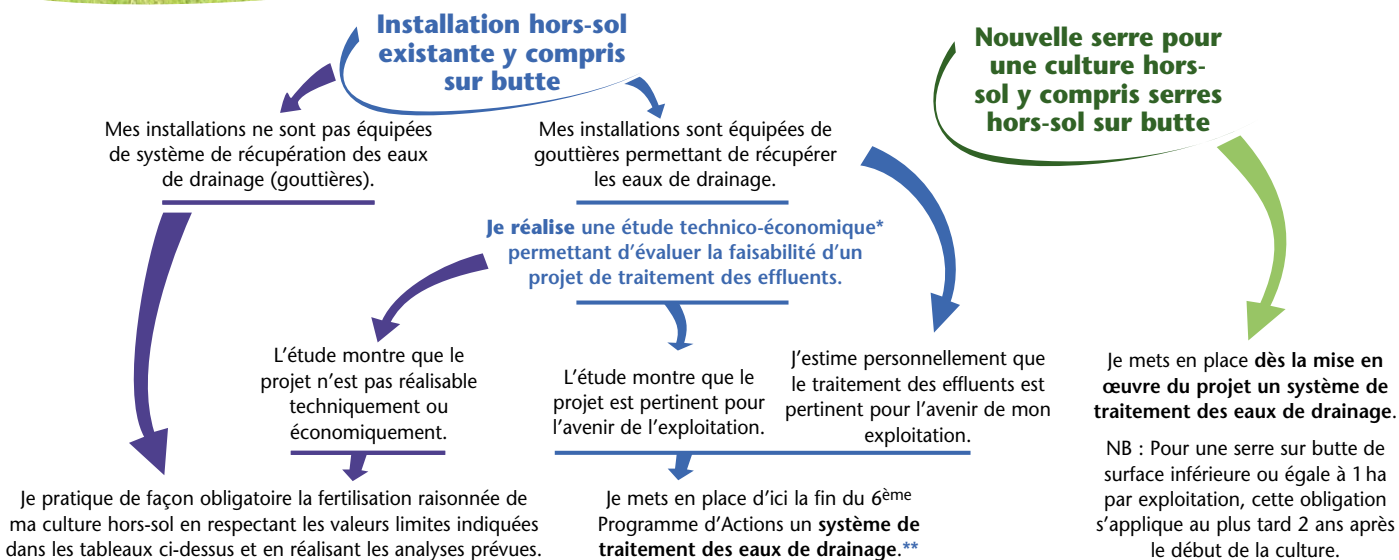 Installation hors-sol
existante y compris
sur butte
Nouvelle serre pour
une culture hors-
sol y compris serres
hors-sol sur butte
Mes installations ne sont pas équipées
de système de récupération des eaux
de drainage (gouttières).
Mes installations sont équipées de
gouttières permettant de récupérer
les eaux de drainage.
Je réalise une étude technico-économique*
permettant d’évaluer la faisabilité d’un
projet de traitement des effluents.
L’étude montre que le
projet n’est pas réalisable
techniquement ou
économiquement.
L’étude montre que le
projet est pertinent pour
l’avenir de l’exploitation.
J’estime personnellement que
le traitement des effluents est
pertinent pour l’avenir de mon
exploitation.
Je mets en place dès la mise en
œuvre du projet un système de
traitement des eaux de drainage.
NB : Pour une serre sur butte de
surface inférieure ou égale à 1 ha
par exploitation, cette obligation
s’applique au plus tard 2 ans après
le début de la culture.
Je pratique de façon obligatoire la fertilisation raisonnée de
ma culture hors-sol en respectant les valeurs limites indiquées
dans les tableaux ci-dessus et en réalisant les analyses prévues.
Je mets en place d’ici la fin du 6ème
Programme d’Actions un système de
traitement des eaux de drainage.**